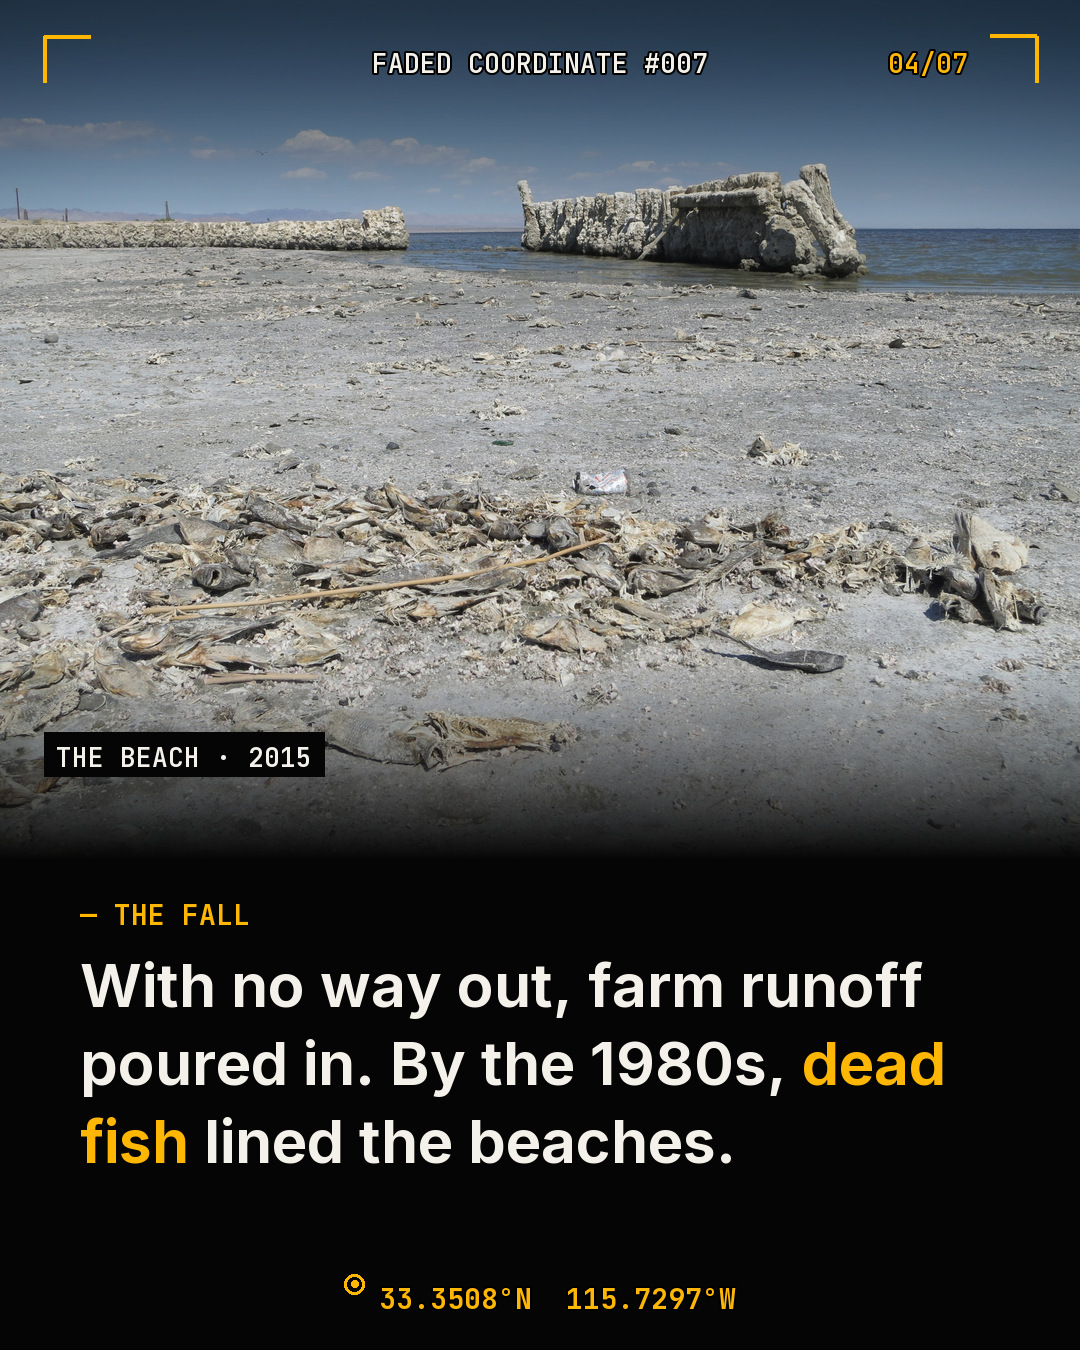 FADED COORDINATE #007
04/07
THE BEACH · 2015
— THE FALL
With no way out, farm runoff
poured in. By the 1980s, dead
fish lined the beaches.
33.3508°N 115.7297°W